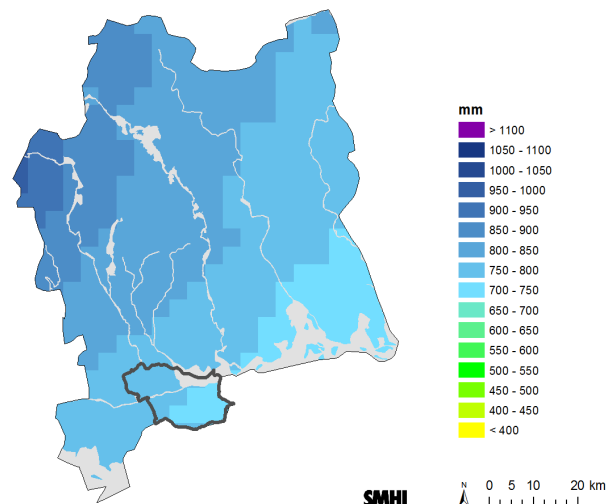 mm
> 1100
1050 - 1100
1000 - 1050
950 - 1000
900 - 950
850 - 900
800 - 850
750 - 800
700 - 750
650 - 700
600 - 650
550 - 600
500 - 550
450 - 500
400 - 450
< 400
SMHI
N
0 5 10 20 km